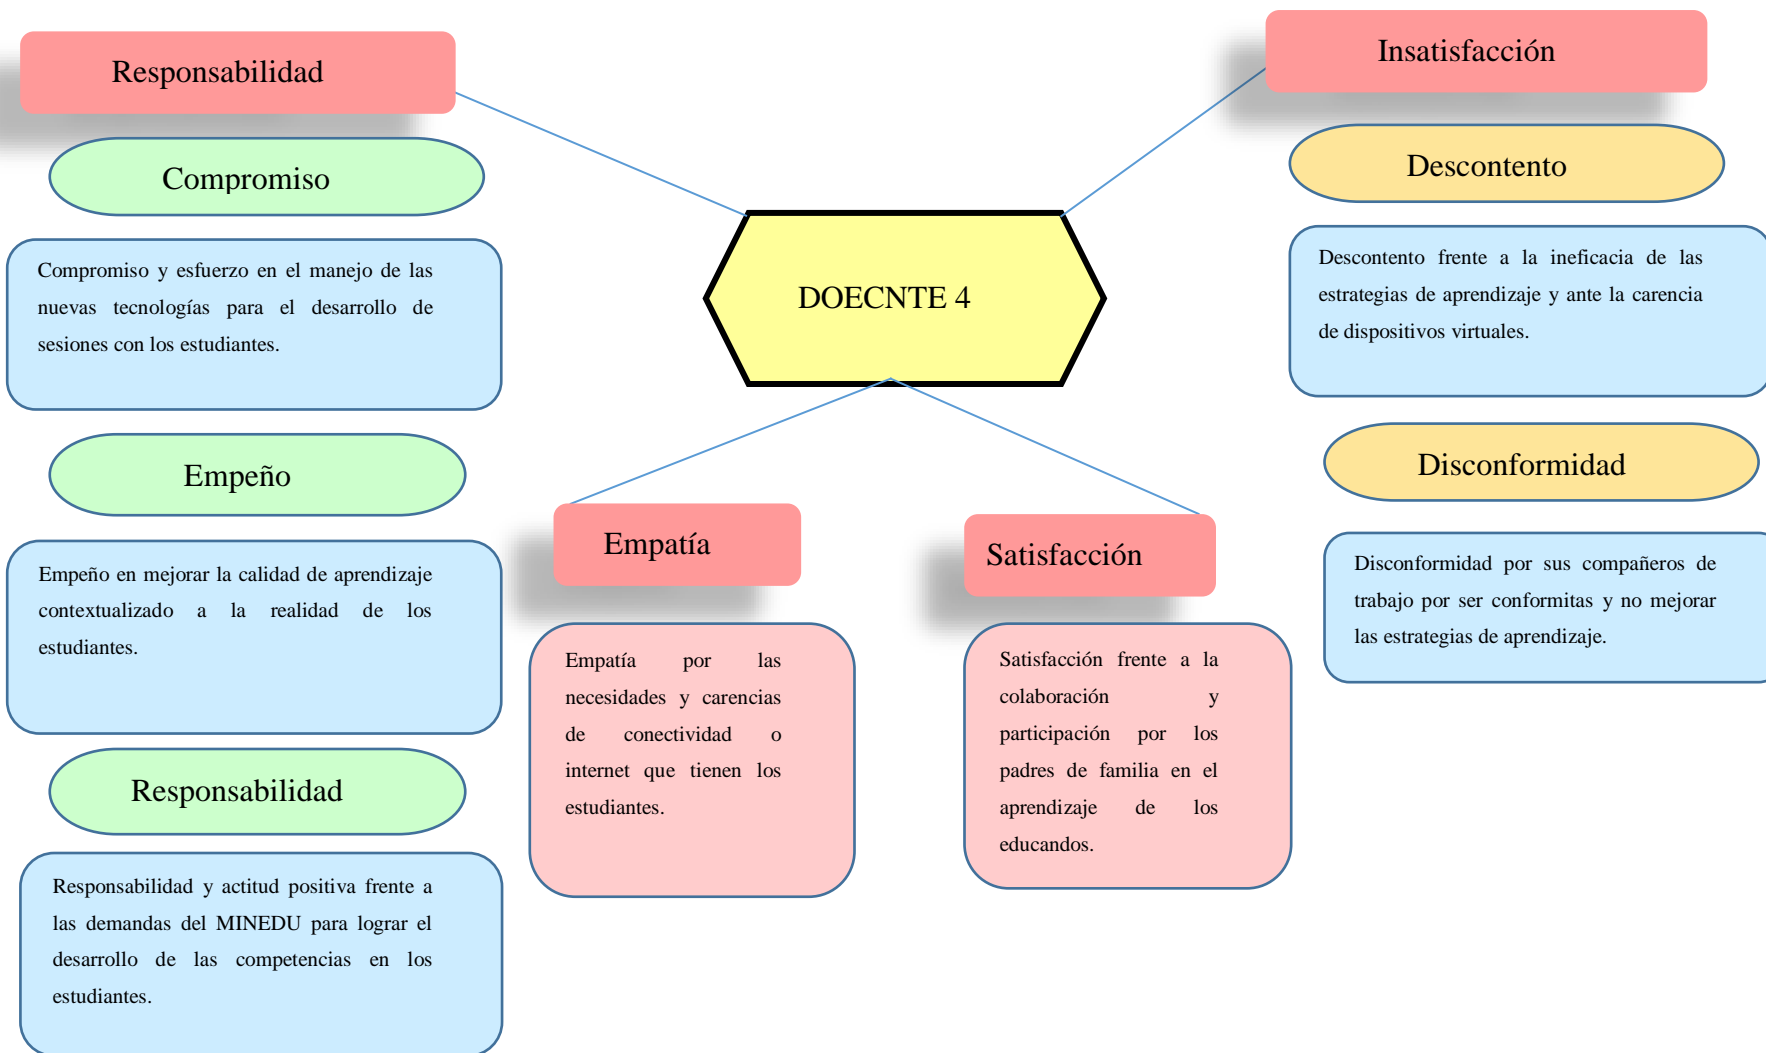 Responsabilidad
Compromiso
Compromiso y esfuerzo en el manejo de las
nuevas tecnologías para el desarrollo de
sesiones con los estudiantes.
Empeño
Empeño en mejorar la calidad de aprendizaje
contextualizado a la realidad de los
estudiantes.
Responsabilidad
Responsabilidad y actitud positiva frente a
las demandas del MINEDU para lograr el
desarrollo de las competencias en los
estudiantes.
DOECNTE 4
Empatía
Empatía por las
necesidades y carencias
de conectividad o
internet que tienen los
estudiantes.
Satisfacción
Satisfacción frente a la
colaboración y
participación por los
padres de familia en el
aprendizaje de los
educandos.
Insatisfacción
Descontento
Descontento frente a la ineficacia de las
estrategias de aprendizaje y ante la carencia
de dispositivos virtuales.
Disconformidad
Disconformidad por sus compañeros de
trabajo por ser conformitas y no mejorar
las estrategias de aprendizaje.